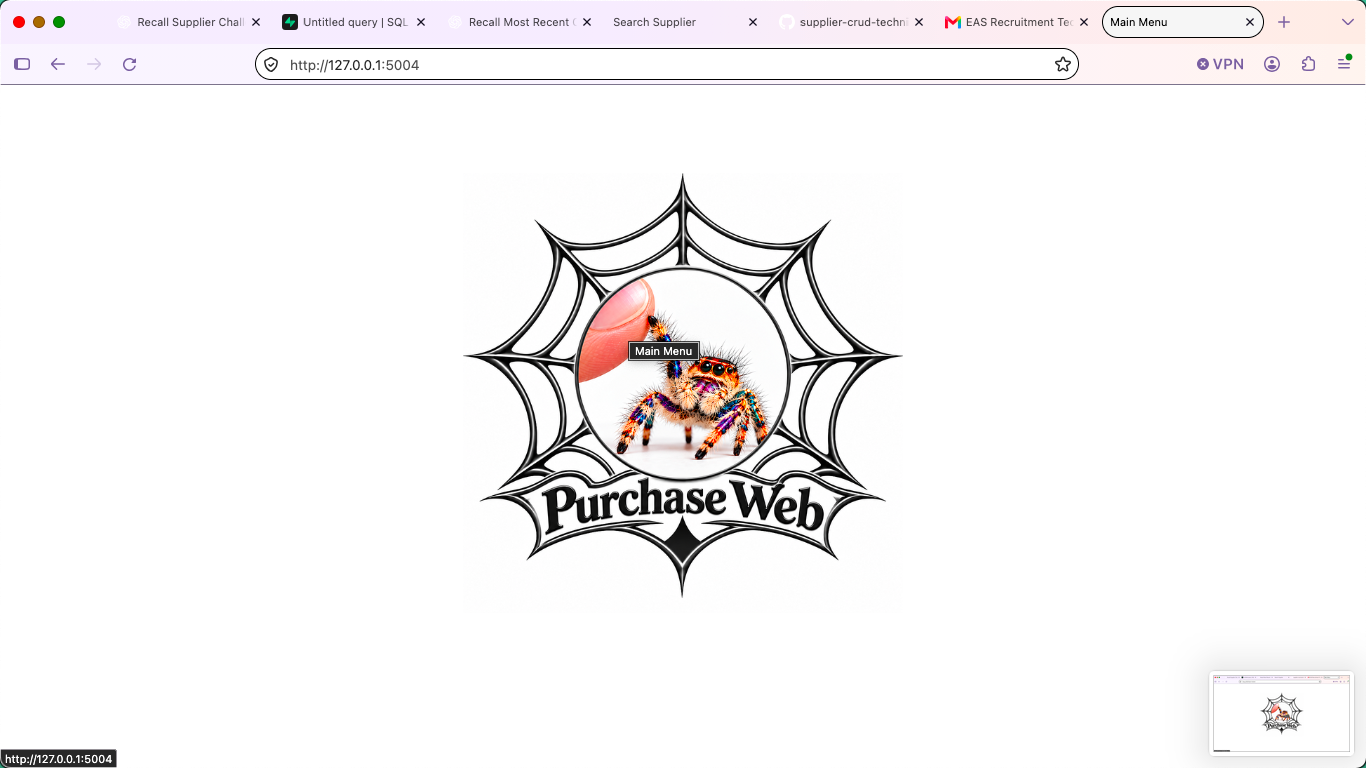 Recall Supplier Chall
Untitled query | SQL
Recall Most Recent
Search Supplier
supplier-crud-techni
EAS Recruitment Tec
Main Menu
http://127.0.0.1:5004
VPN
Main Menu
Purchase Web
http://127.0.0.1:5004